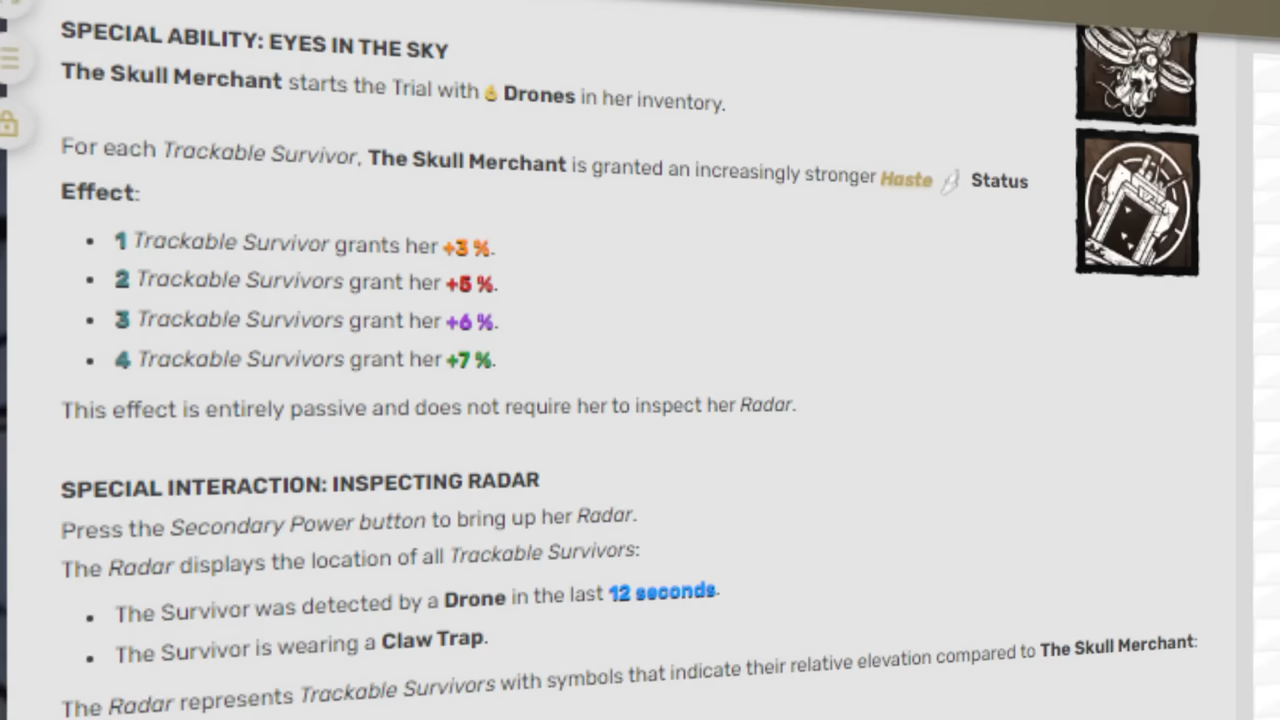 SPECIAL ABILITY: EYES IN THE SKY
The Skull Merchant starts the Trial with 6 Drones in her inventory.
For each Trackable Survivor, The Skull Merchant is granted an increasingly stronger Haste Status
Effect:
• 1 Trackable Survivor grants her +3 %.
• 2 Trackable Survivors grant her +5 %.
• 3 Trackable Survivors grant her +6 %.
• 4 Trackable Survivors grant her +7 %.
This effect is entirely passive and does not require her to inspect her Radar.
SPECIAL INTERACTION: INSPECTING RADAR
Press the Secondary Power button to bring up her Radar.
The Radar displays the location of all Trackable Survivors:
• The Survivor was detected by a Drone in the last 12 seconds.
• The Survivor is wearing a Claw Trap.
The Radar represents Trackable Survivors with symbols that indicate their relative elevation compared to The Skull Merchant: